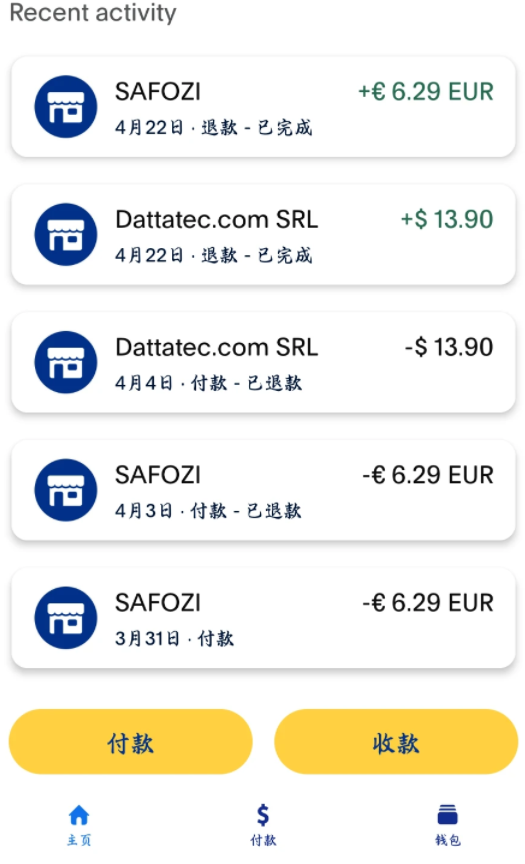 Recent activity
SAFOZI +€ 6.29 EUR
4月22日 · 退款 - 已完成
Dattatec.com SRL +$ 13.90
4月22日 · 退款 - 已完成
Dattatec.com SRL -$ 13.90
4月4日 · 付款 - 已退款
SAFOZI -€ 6.29 EUR
4月3日 · 付款 - 已退款
SAFOZI -€ 6.29 EUR
3月31日 · 付款
付款 收款
主页 付款 钱包